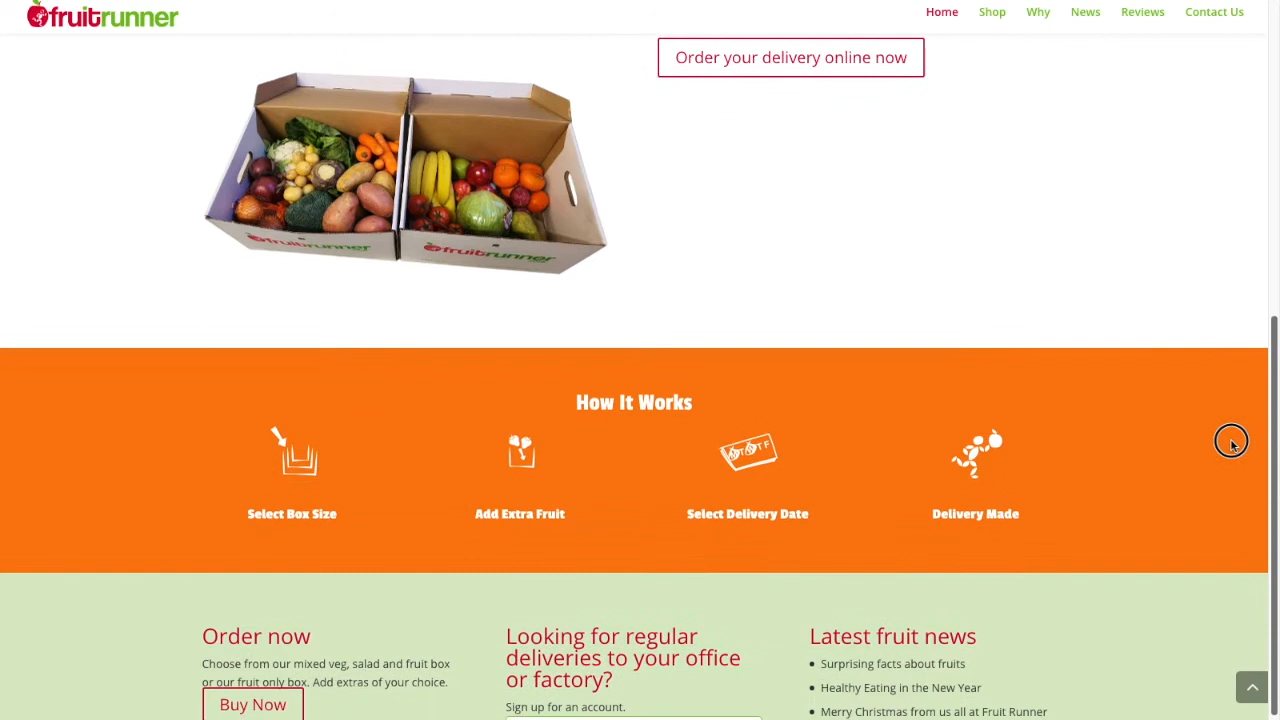 fruitrunner
Home Shop Why News Reviews Contact Us
Order your delivery online now
fruitrunner fruitrunner
How It Works
Select Box Size
Add Extra Fruit
Select Delivery Date
Delivery Made
Order now
Choose from our mixed veg, salad and fruit box
or our fruit only box. Add extras of your choice.
Buy Now
Looking for regular
deliveries to your office
or factory?
Sign up for an account.
Latest fruit news
Surprising facts about fruits
Healthy Eating in the New Year
Merry Christmas from us all at Fruit Runner